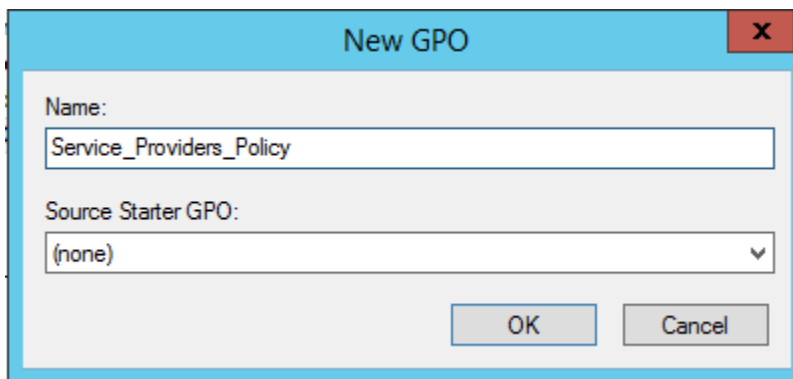 New GPO
x
Name:
Service_Providers_Policy
Source Starter GPO:
(none)
OK Cancel